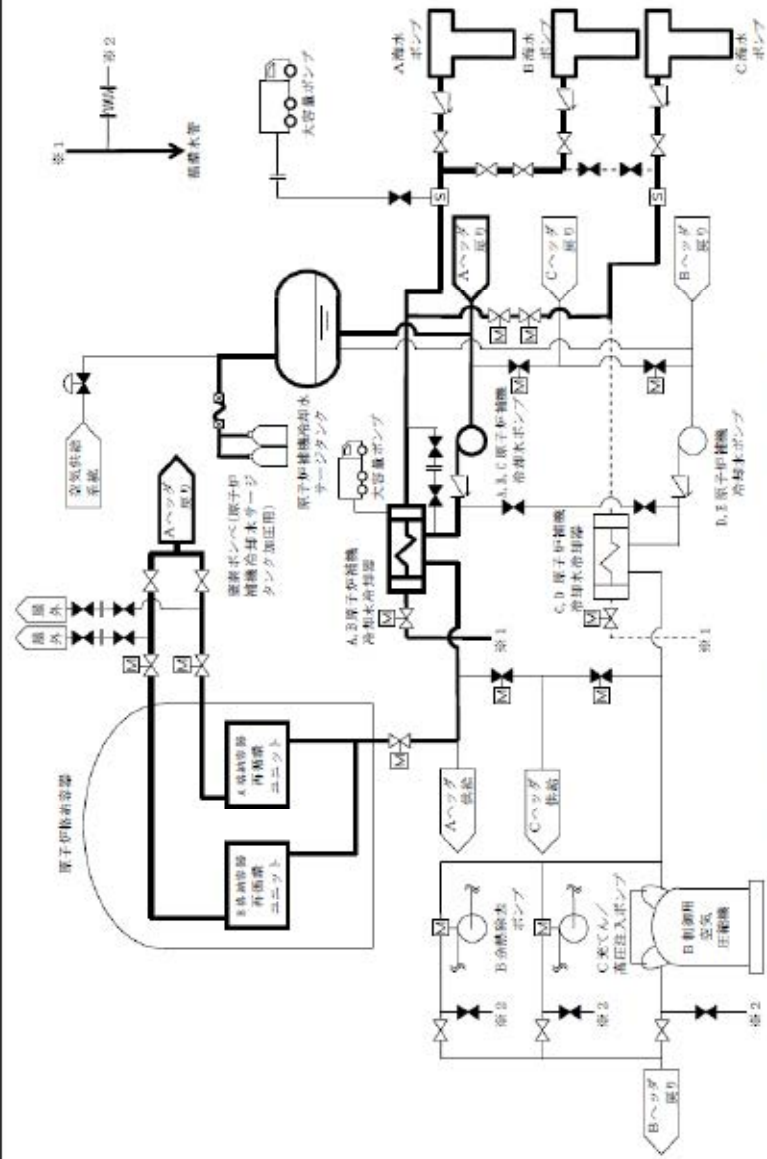 原子炉格納容器
屋外
屋外
Aヘッダ
戻り
空気供給
系統
窒素ボンベ(原子炉
補機冷却水サージ
タンク加圧用)
原子炉補機冷却水
サージタンク
大容量ポンプ
大容量ポンプ
※1
※2
循環水管
A海水
ポンプ
B海水
ポンプ
C海水
ポンプ
A格納容器
再循環
ユニット
B格納容器
再循環
ユニット
A,B原子炉補機
冷却水冷却器
※1
A,B,C原子炉補機
冷却水ポンプ
Aヘッダ
戻り
Cヘッダ
戻り
Bヘッダ
戻り
C,D原子炉補機
冷却水冷却器
※1
D,E原子炉補機
冷却水ポンプ
Aヘッダ
供給
Cヘッダ
供給
B余熱除去
ポンプ
C充てん/
高圧注入ポンプ
B制御用
空気
圧縮機
※2
※2
※2
Bヘッダ
戻り
M
M
M
M
M
M
M
M
M
M
M
M
M
S
S